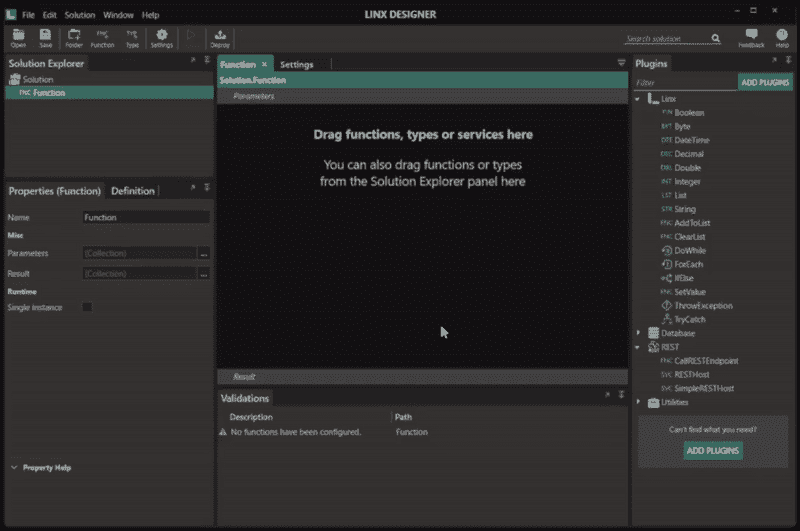 File Edit Solution Window Help
LINX DESIGNER
Open Save Folder Function Type Settings Deploy
Search solution
Feedback Help
Solution Explorer
Solution
FNC Function
Properties (Function) Definition
Name Function
Misc
Parameters (Collection) ...
Result (Collection) ...
Runtime
Single Instance
Property Help
Function × Settings
Solution.Function
Parameters
Drag functions, types or services here
You can also drag functions or types
from the Solution Explorer panel here
Result
Validations
Description Path
No functions have been configured. Function
Plugins
Filter ADD PLUGINS
Linx
Boolean
BYT Byte
DTE DateTime
DEC Decimal
DBL Double
INT Integer
LST List
STR String
FNC AddToList
FNC ClearList
DoWhile
ForEach
IfElse
FNC SetValue
ThrowException
TryCatch
Database
REST
FNC CallRESTEndpoint
SVC RESTHost
SVC SimpleRESTHost
Utilities
Can't find what you need?
ADD PLUGINS